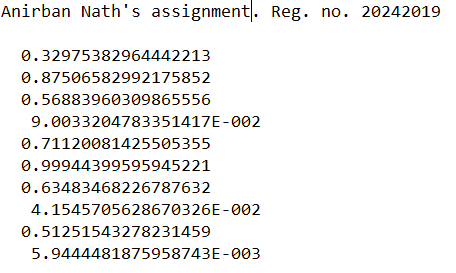 Anirban Nath's assignment. Reg. no. 20242019
0.32975382964442213
0.87506582992175852
0.56883960309865556
9.0033204783351417E-002
0.71120081425505355
0.99944399595945221
0.63483468226787632
4.1545705628670326E-002
0.51251543278231459
5.9444481875958743E-003